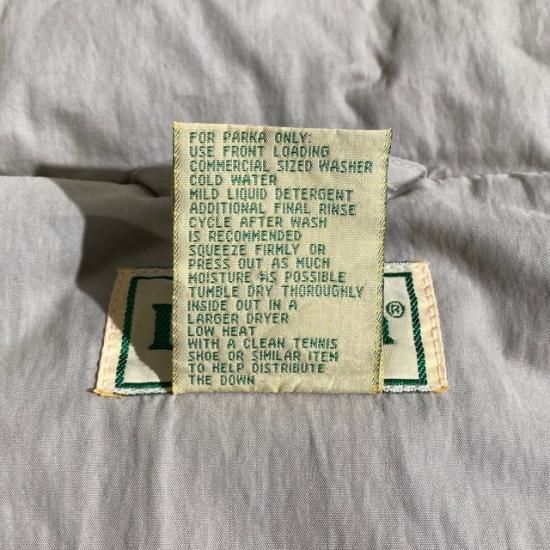 FOR PARKA ONLY:
USE FRONT LOADING
COMMERCIAL SIZED WASHER
COLD WATER
MILD LIQUID DETERGENT
ADDITIONAL FINAL RINSE
CYCLE AFTER WASH
IS RECOMMENDED
SQUEEZE FIRMLY OR
PRESS OUT AS MUCH
MOISTURE AS POSSIBLE
TUMBLE DRY THOROUGHLY
INSIDE OUT IN A
LARGER DRYER
LOW HEAT
WITH A CLEAN TENNIS
SHOE OR SIMILAR ITEM
TO HELP DISTRIBUTE
THE DOWN
®